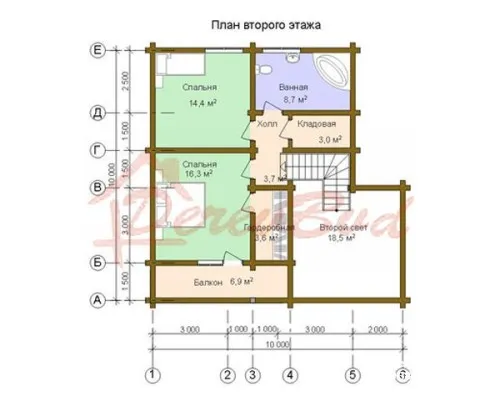 План второго этажа
Е
Спальня
14,4 м²
Ванная
8,7 м²
2 500
Д
Холл
Кладовая
3,0 м²
1 500
Г
Спальня
16,3 м²
3,7 м²
10 000
1 500
В
DerevBud
Гардеробная
3,6 м²
Второй свет
18,5 м²
3 000
Б
Балкон 6,9 м²
1 500
А
3 000 1 000 1 000 3 000 2 000
10 000
1 2 3 4 5 6